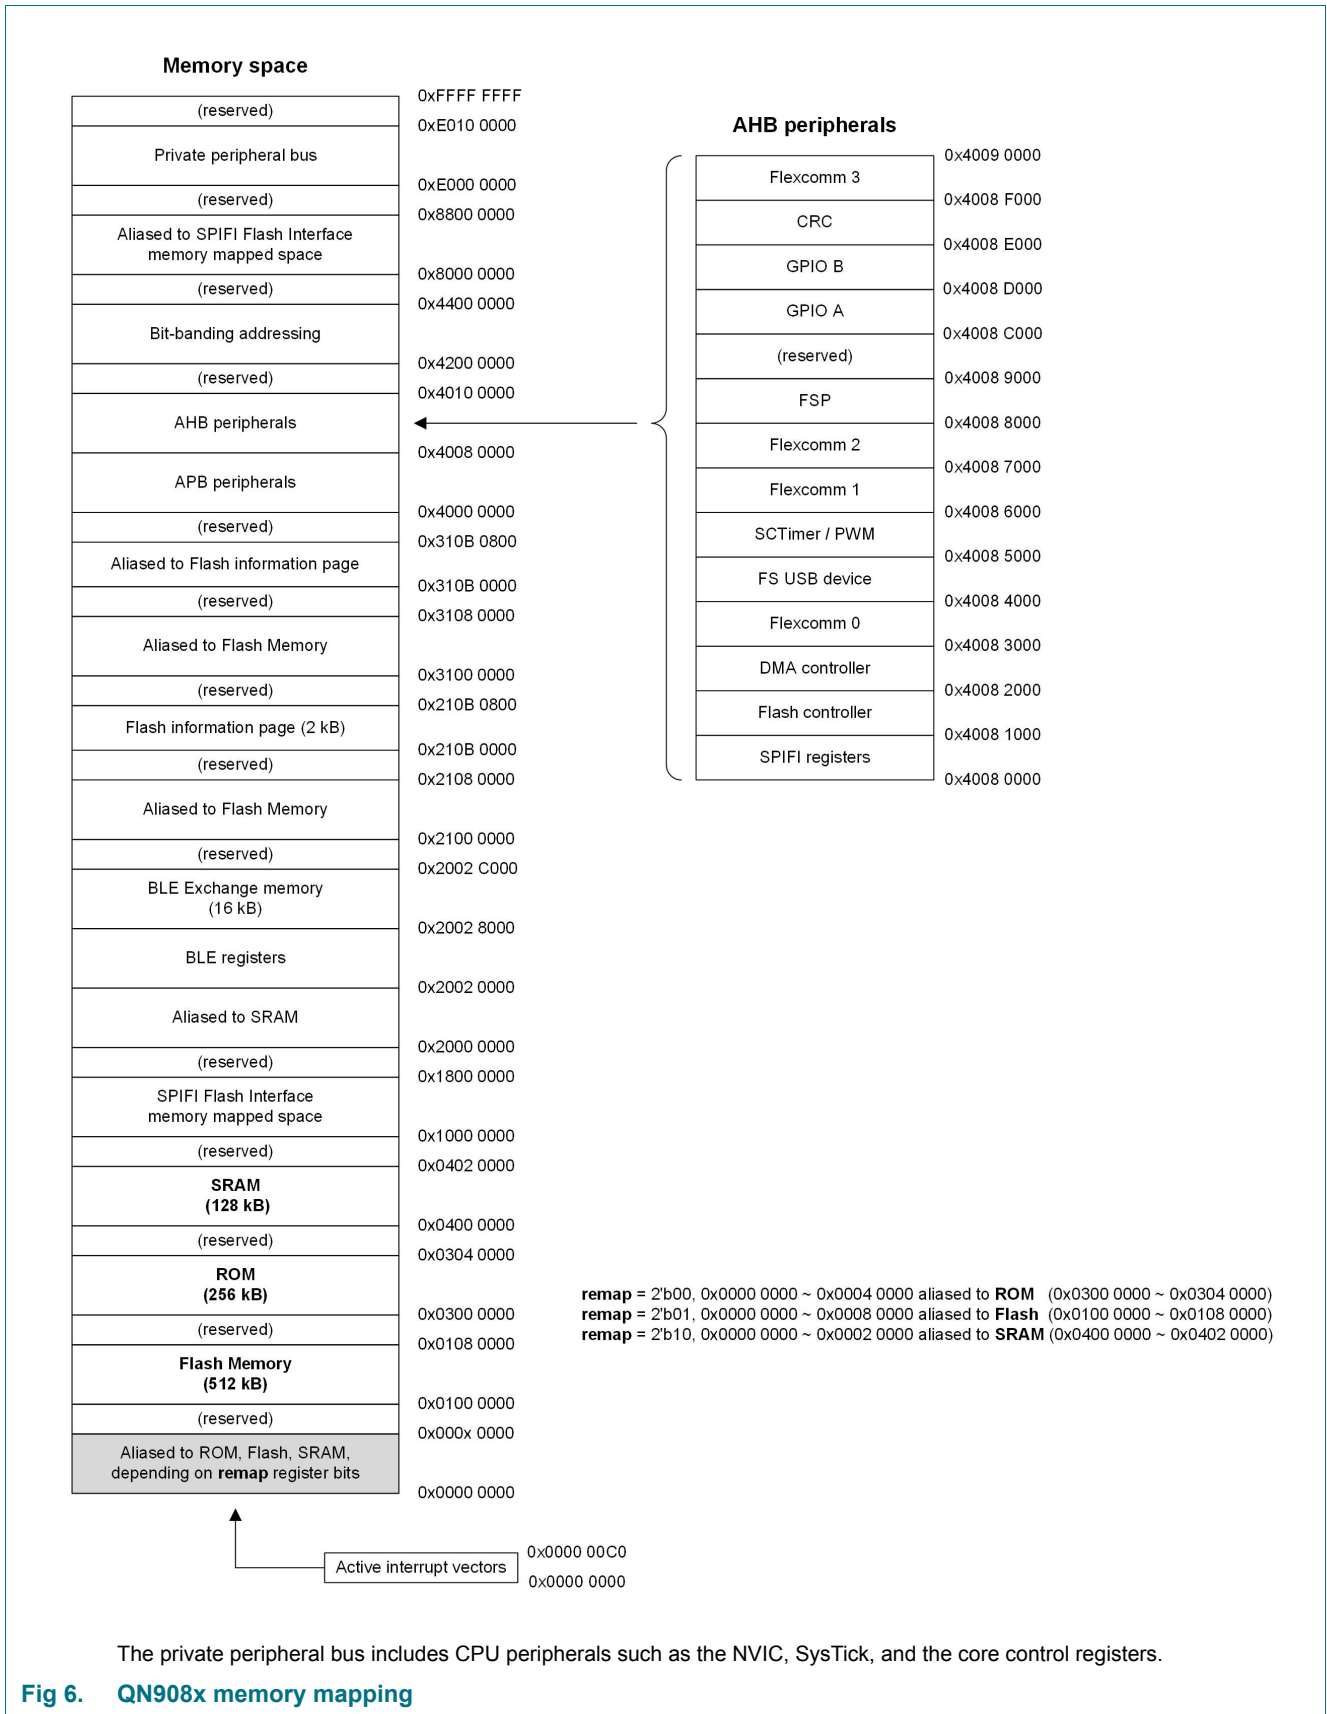 Memory space
0xFFFF FFFF
(reserved)
0xE010 0000
Private peripheral bus
0xE000 0000
(reserved)
0x8800 0000
Aliased to SPIFI Flash Interface
memory mapped space
0x8000 0000
(reserved)
0x4400 0000
Bit-banding addressing
0x4200 0000
(reserved)
0x4010 0000
AHB peripherals
0x4008 0000
APB peripherals
0x4000 0000
(reserved)
0x310B 0800
Aliased to Flash information page
0x310B 0000
(reserved)
0x3108 0000
Aliased to Flash Memory
0x3100 0000
(reserved)
0x210B 0800
Flash information page (2 kB)
0x210B 0000
(reserved)
0x2108 0000
Aliased to Flash Memory
0x2100 0000
(reserved)
0x2002 C000
BLE Exchange memory
(16 kB)
0x2002 8000
BLE registers
0x2002 0000
Aliased to SRAM
0x2000 0000
(reserved)
0x1800 0000
SPIFI Flash Interface
memory mapped space
0x1000 0000
(reserved)
0x0402 0000
SRAM
(128 kB)
0x0400 0000
(reserved)
0x0304 0000
ROM
(256 kB)
0x0300 0000
(reserved)
0x0108 0000
Flash Memory
(512 kB)
0x0100 0000
(reserved)
0x000x 0000
Aliased to ROM, Flash, SRAM,
depending on remap register bits
0x0000 0000
Active interrupt vectors
0x0000 00C0
0x0000 0000
AHB peripherals
0x4009 0000
Flexcomm 3
0x4008 F000
CRC
0x4008 E000
GPIO B
0x4008 D000
GPIO A
0x4008 C000
(reserved)
0x4008 9000
FSP
0x4008 8000
Flexcomm 2
0x4008 7000
Flexcomm 1
0x4008 6000
SCTimer / PWM
0x4008 5000
FS USB device
0x4008 4000
Flexcomm 0
0x4008 3000
DMA controller
0x4008 2000
Flash controller
0x4008 1000
SPIFI registers
0x4008 0000
remap = 2'b00, 0x0000 0000 ~ 0x0004 0000 aliased to ROM (0x0300 0000 ~ 0x0304 0000)
remap = 2'b01, 0x0000 0000 ~ 0x0008 0000 aliased to Flash (0x0100 0000 ~ 0x0108 0000)
remap = 2'b10, 0x0000 0000 ~ 0x0002 0000 aliased to SRAM (0x0400 0000 ~ 0x0402 0000)
The private peripheral bus includes CPU peripherals such as the NVIC, SysTick, and the core control registers.
Fig 6. QN908x memory mapping